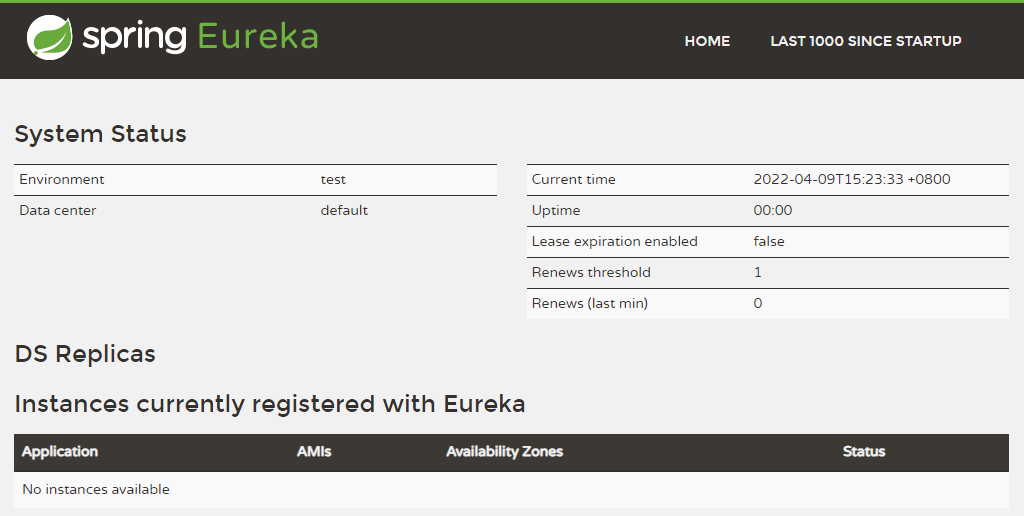 spring Eureka
HOME LAST 1000 SINCE STARTUP
System Status
Environment test
Data center default
Current time 2022-04-09T15:23:33 +0800
Uptime 00:00
Lease expiration enabled false
Renews threshold 1
Renews (last min) 0
DS Replicas
Instances currently registered with Eureka
Application AMIs Availability Zones Status
No instances available